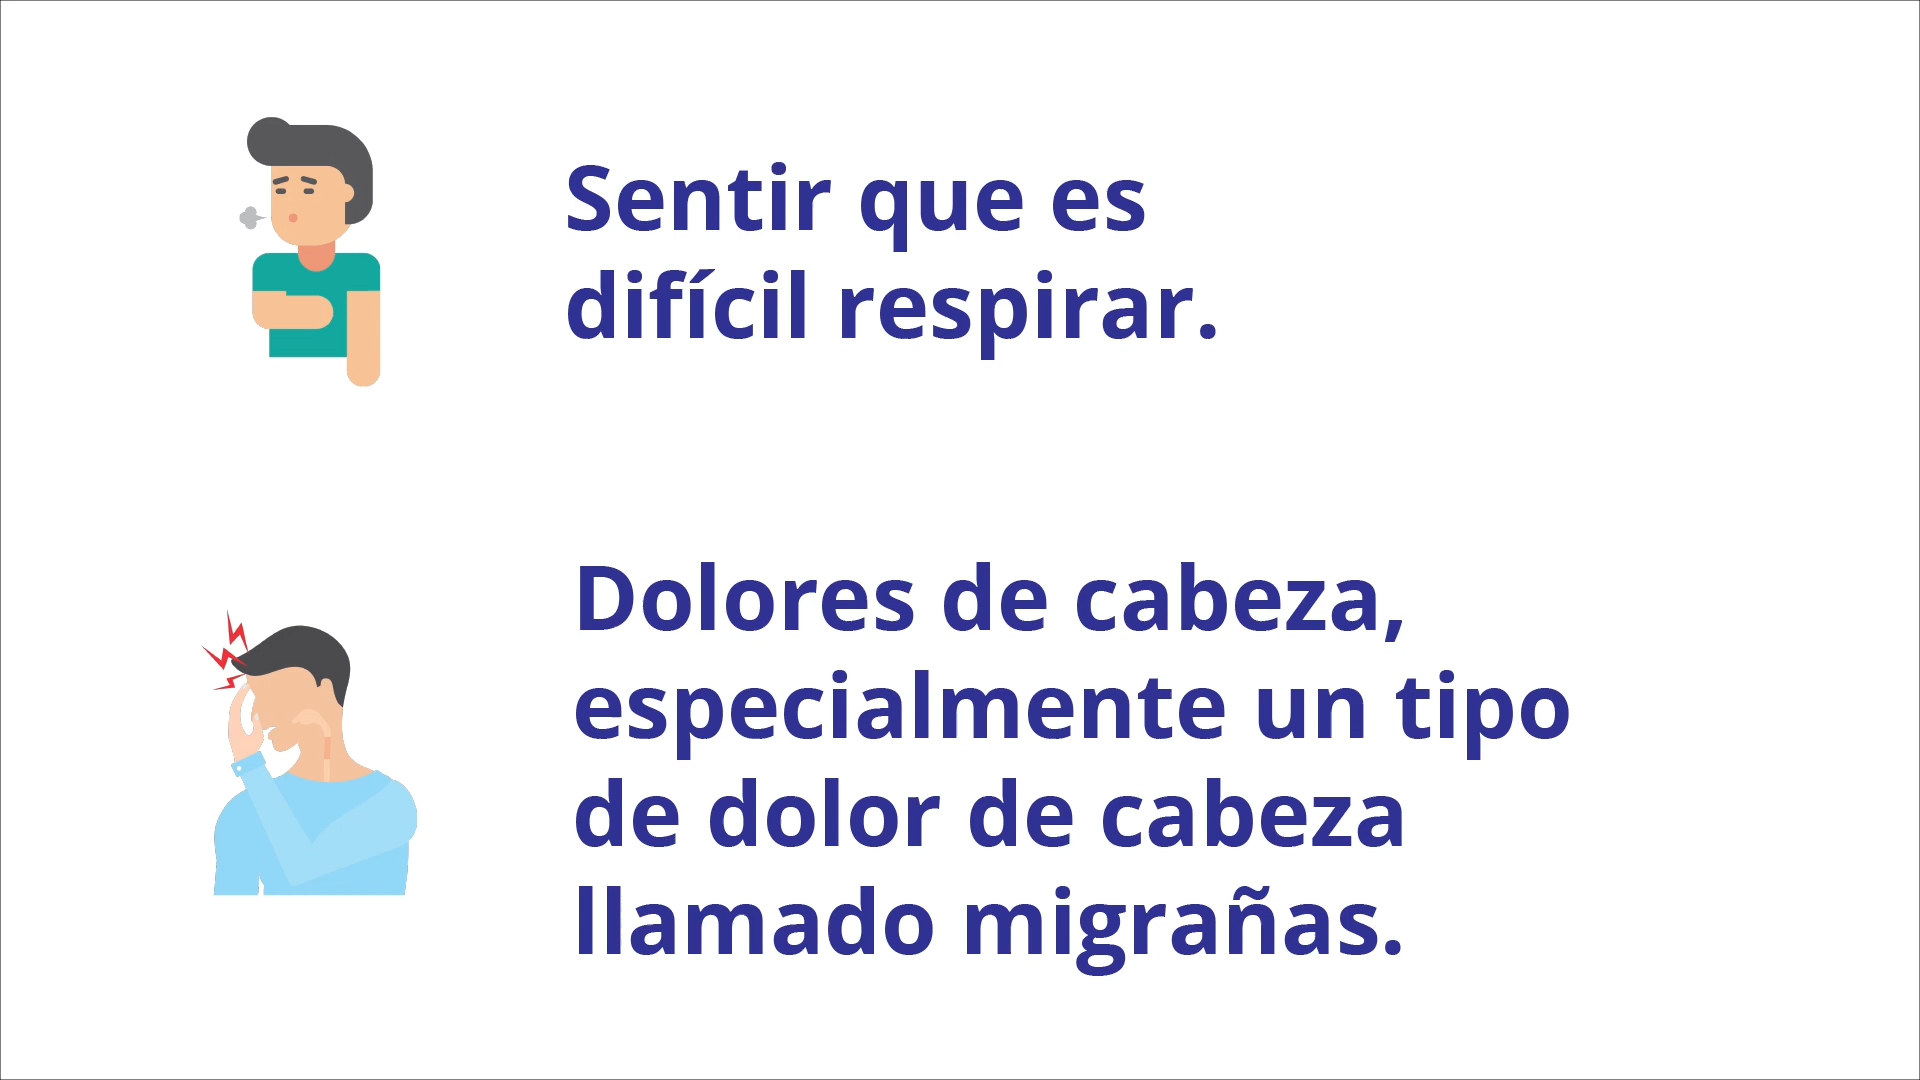 Sentir que es
difícil respirar.
Dolores de cabeza,
especialmente un tipo
de dolor de cabeza
llamado migrañas.